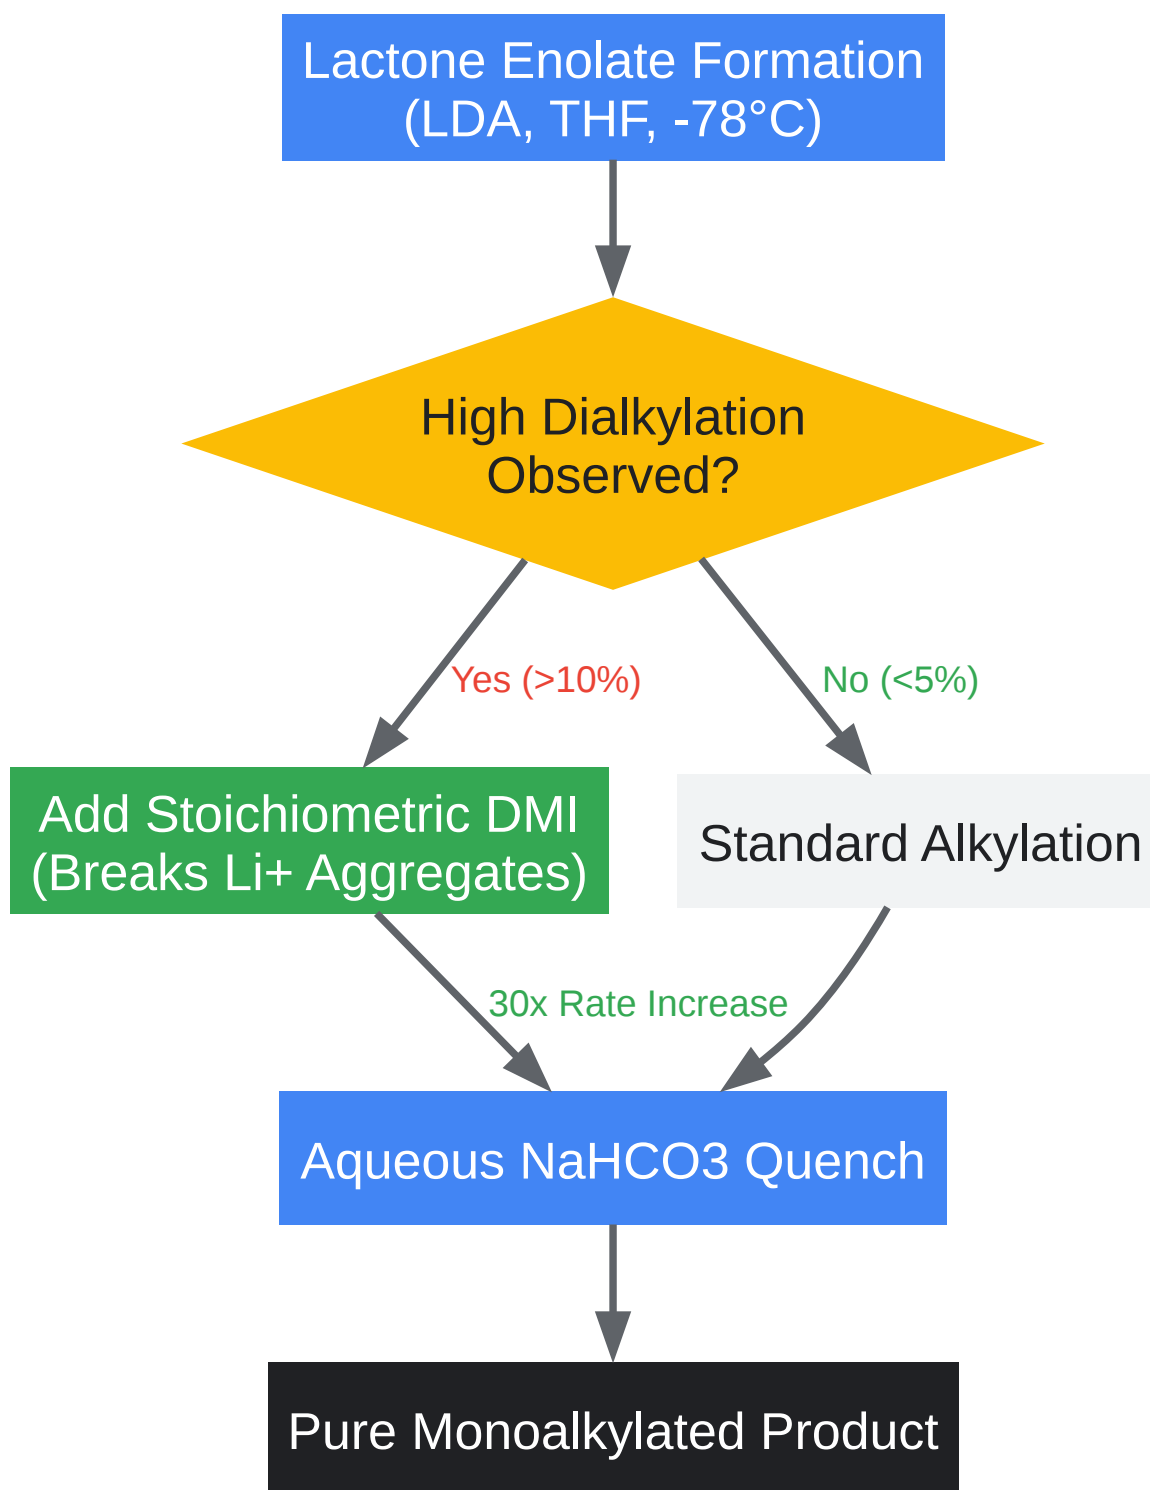 Lactone Enolate Formation
(LDA, THF, -78°C)
High Dialkylation
Observed?
Yes (>10%)
No (<5%)
Add Stoichiometric DMI
(Breaks Li+ Aggregates)
Standard Alkylation
30x Rate Increase
Aqueous NaHCO3 Quench
Pure Monoalkylated Product